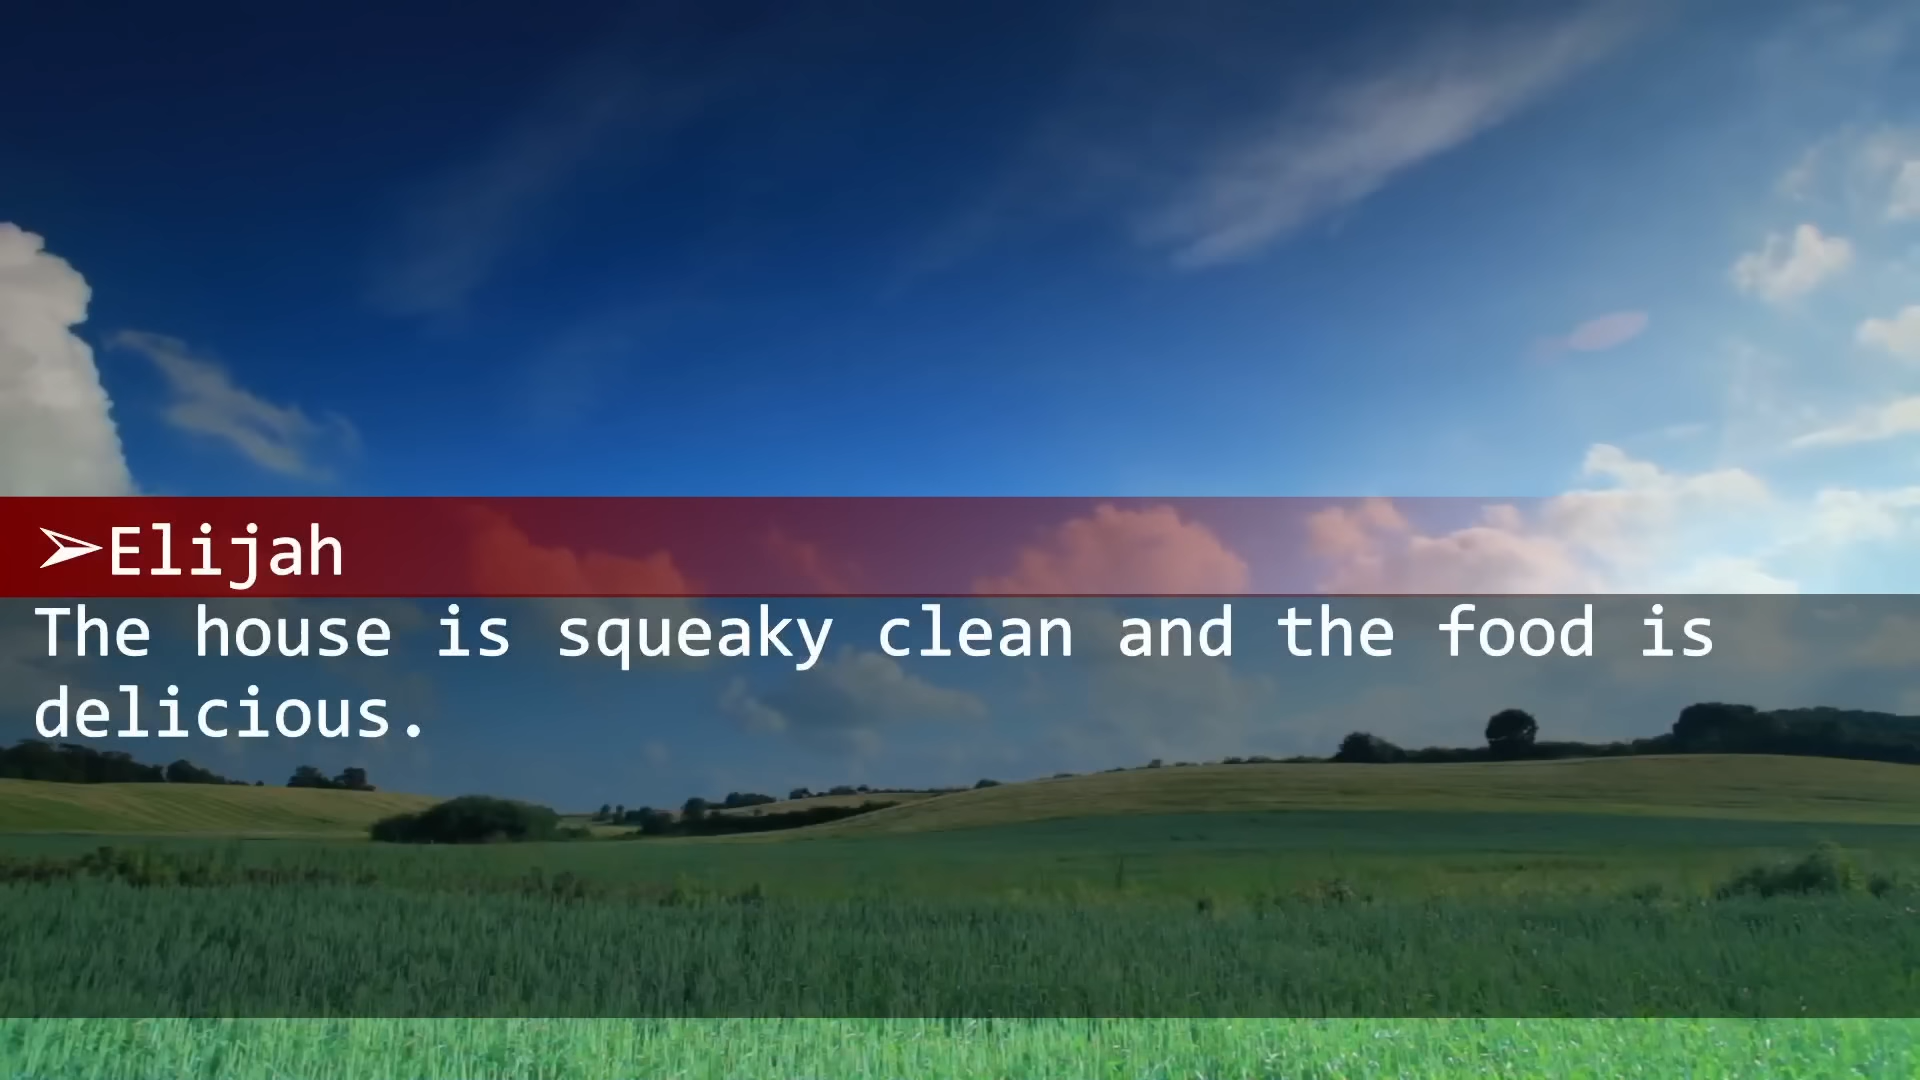 ➢Elijah
The house is squeaky clean and the food is
delicious.